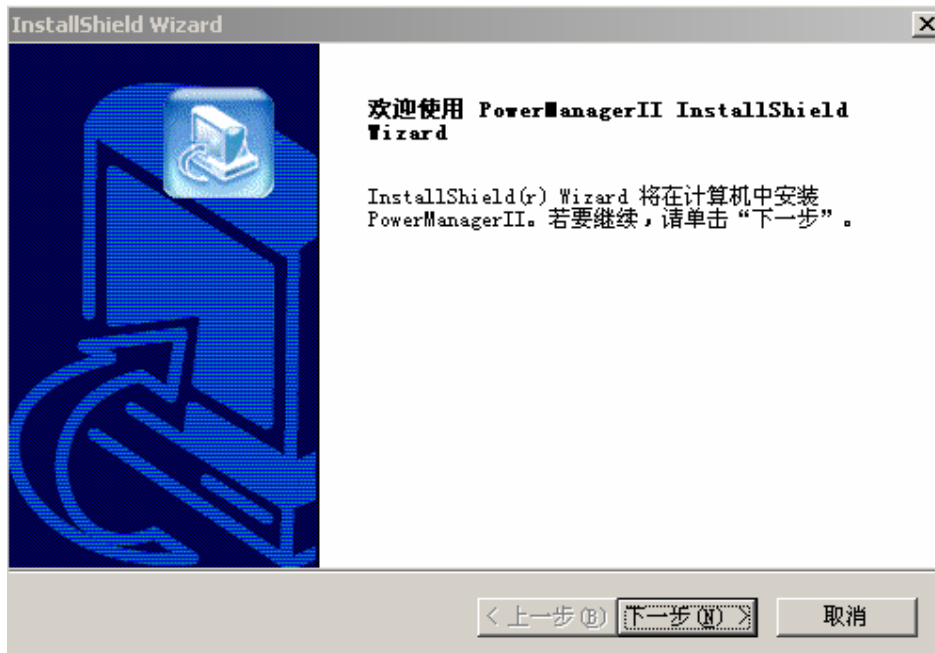 InstallShield Wizard
欢迎使用 PowerManagerII InstallShield
Wizard
InstallShield(r) Wizard 将在计算机中安装
PowerManagerII。若要继续，请单击“下一步”。
< 上一步(B) 下一步(N) > 取消